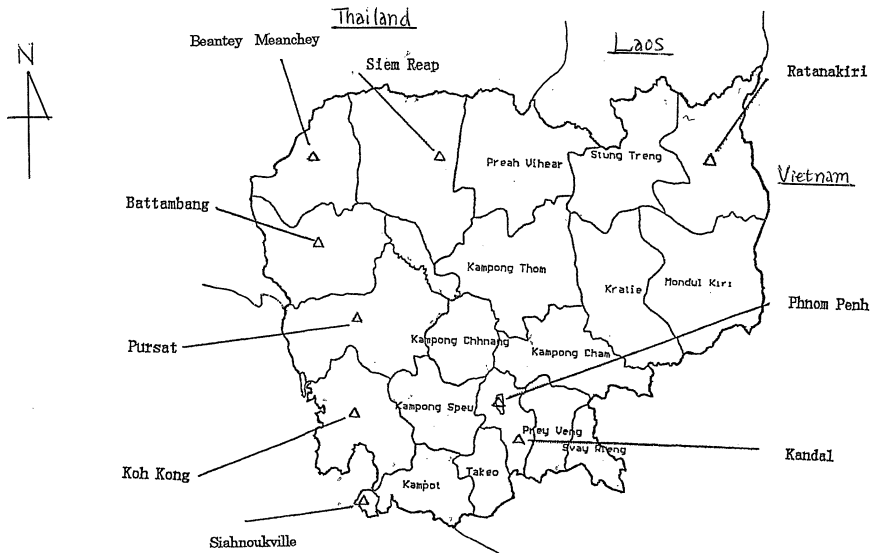 Thailand
Laos
N
Beantey Meanchey
Siem Reap
Ratanakiri
Preah Vihear
Stung Treng
Vietnam
Battambang
Kampong Thom
Kratie
Mondul Kiri
Phnom Penh
Pursat
Kampong Chhnang
Kampong Cham
Kampong Speu
Prey Veng
Svay Rieng
Kandal
Koh Kong
Takeo
Kampot
Siahnoukville